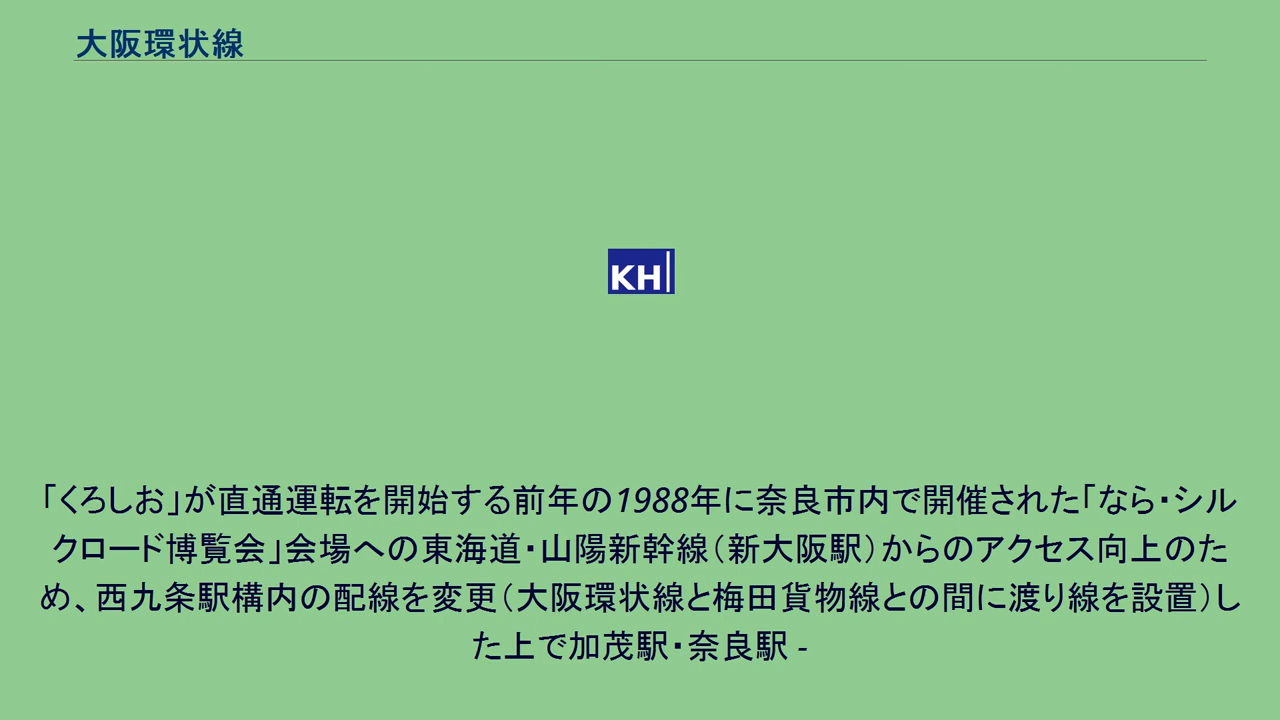 大阪環状線
KH
「くろしお」が直通運転を開始する前年の1988年に奈良市内で開催された「なら・シル
クロード博覧会」会場への東海道・山陽新幹線（新大阪駅）からのアクセス向上のた
め、西九条駅構内の配線を変更（大阪環状線と梅田貨物線との間に渡り線を設置）し
た上で加茂駅・奈良駅 -